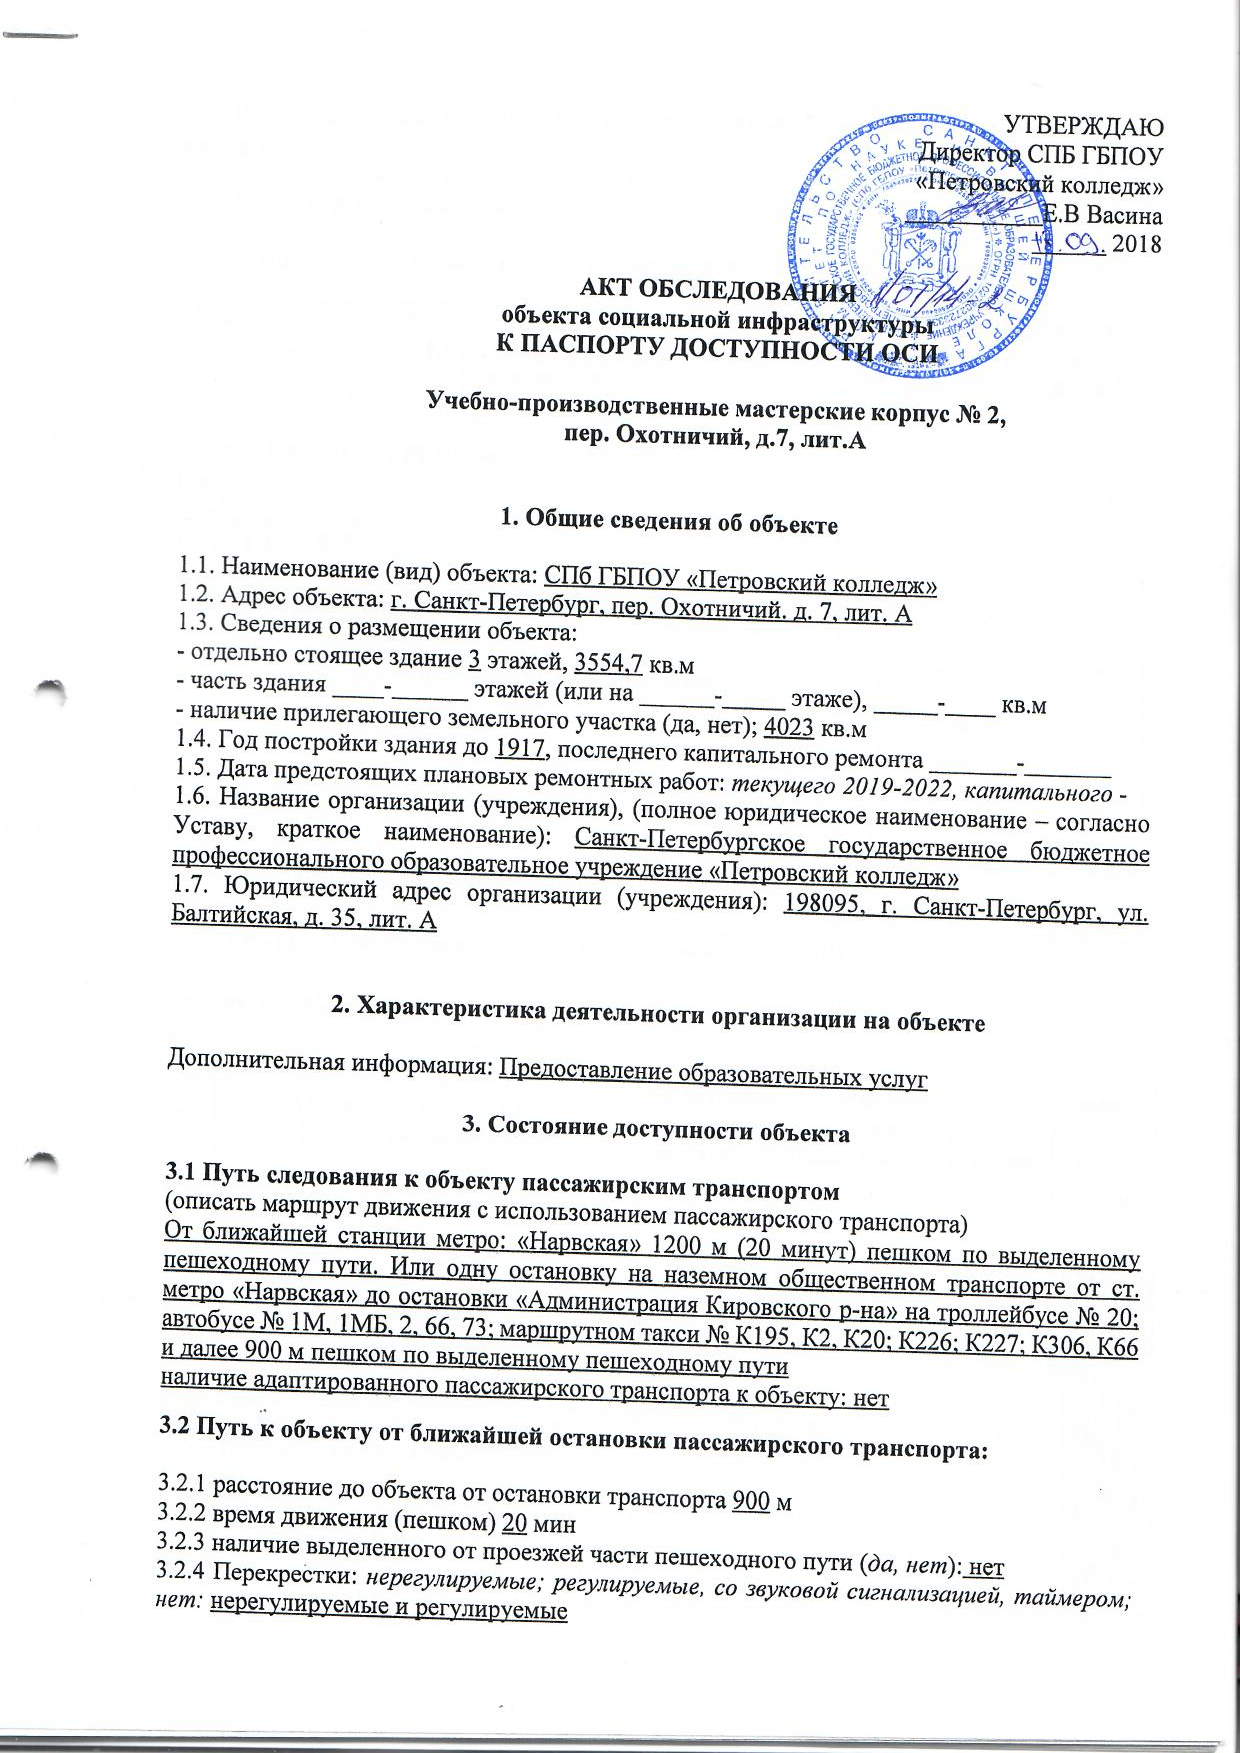 УТВЕРЖДАЮ
Директор СПБ ГБПОУ
«Петровский колледж»
Е.В Васина
09. 2018
АКТ ОБСЛЕДОВАНИЯ
объекта социальной инфраструктуры
К ПАСПОРТУ ДОСТУПНОСТИ ОСИ
Учебно-производственные мастерские корпус № 2,
пер. Охотничий, д.7, лит.А
1. Общие сведения об объекте
1.1. Наименование (вид) объекта: СПб ГБПОУ «Петровский колледж»
1.2. Адрес объекта: г. Санкт-Петербург, пер. Охотничий. д. 7, лит. А
1.3. Сведения о размещении объекта:
- отдельно стоящее здание 3 этажей, 3554,7 кв.м
- часть здания ____-______ этажей (или на ______-_____ этаже), _____-____ кв.м
- наличие прилегающего земельного участка (да, нет); 4023 кв.м
1.4. Год постройки здания до 1917, последнего капитального ремонта _______-_______
1.5. Дата предстоящих плановых ремонтных работ: текущего 2019-2022, капитального -
1.6. Название организации (учреждения), (полное юридическое наименование – согласно
Уставу, краткое наименование): Санкт-Петербургское государственное бюджетное
профессионального образовательное учреждение «Петровский колледж»
1.7. Юридический адрес организации (учреждения): 198095, г. Санкт-Петербург, ул.
Балтийская, д. 35, лит. А
2. Характеристика деятельности организации на объекте
Дополнительная информация: Предоставление образовательных услуг
3. Состояние доступности объекта
3.1 Путь следования к объекту пассажирским транспортом
(описать маршрут движения с использованием пассажирского транспорта)
От ближайшей станции метро: «Нарвская» 1200 м (20 минут) пешком по выделенному
пешеходному пути. Или одну остановку на наземном общественном транспорте от ст.
метро «Нарвская» до остановки «Администрация Кировского р-на» на троллейбусе № 20;
автобусе № 1М, 1МБ, 2, 66, 73; маршрутном такси № К195, К2, К20; К226; К227; К306, К66
и далее 900 м пешком по выделенному пешеходному пути
наличие адаптированного пассажирского транспорта к объекту: нет
3.2 Путь к объекту от ближайшей остановки пассажирского транспорта:
3.2.1 расстояние до объекта от остановки транспорта 900 м
3.2.2 время движения (пешком) 20 мин
3.2.3 наличие выделенного от проезжей части пешеходного пути (да, нет): нет
3.2.4 Перекрестки: нерегулируемые; регулируемые, со звуковой сигнализацией, таймером;
нет: нерегулируемые и регулируемые